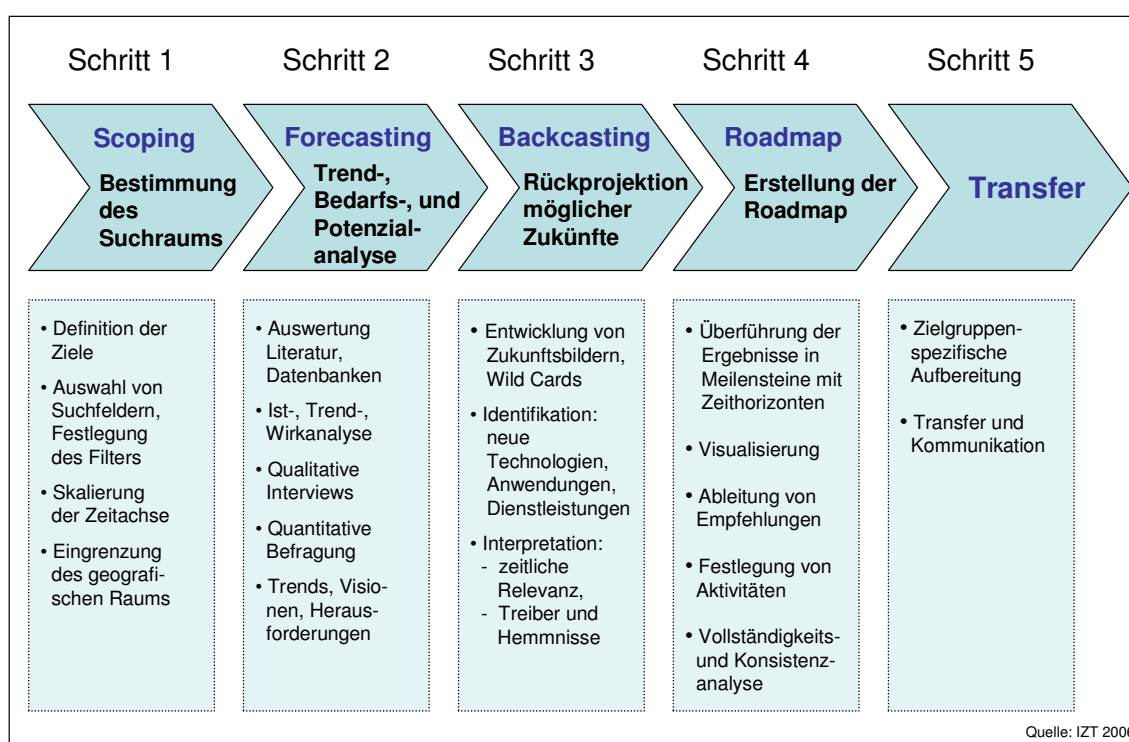 Schritt 1
Schritt 2
Schritt 3
Schritt 4
Schritt 5
Scoping
Bestimmung
des
Suchraums
Forecasting
Trend-,
Bedarfs-, und
Potenzial-
analyse
Backcasting
Rückprojektion
möglicher
Zukünfte
Roadmap
Erstellung der
Roadmap
Transfer
• Definition der
Ziele
• Auswahl von
Suchfeldern,
Festlegung
des Filters
• Skalierung
der Zeitachse
• Eingrenzung
des geografi-
schen Raums
• Auswertung
Literatur,
Datenbanken
• Ist-, Trend-,
Wirkanalyse
• Qualitative
Interviews
• Quantitative
Befragung
• Trends, Visio-
nen, Heraus-
forderungen
• Entwicklung von
Zukunftsbildern,
Wild Cards
• Identifikation:
neue
Technologien,
Anwendungen,
Dienstleistungen
• Interpretation:
- zeitliche
Relevanz,
- Treiber und
Hemmnisse
• Überführung der
Ergebnisse in
Meilensteine mit
Zeithorizonten
• Visualisierung
• Ableitung von
Empfehlungen
• Festlegung von
Aktivitäten
• Vollständigkeits-
und Konsistenz-
analyse
• Zielgruppen-
spezifische
Aufbereitung
• Transfer und
Kommunikation
Quelle: IZT 2006